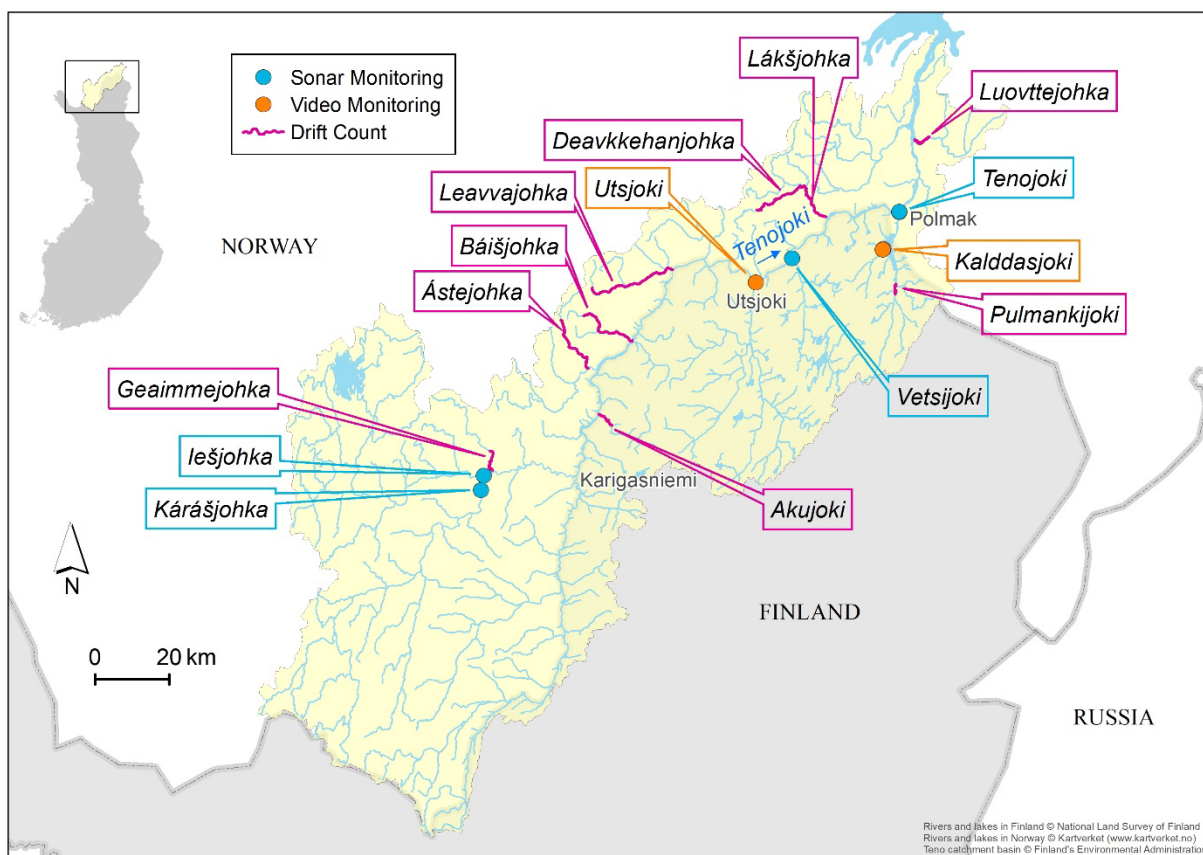 Sonar Monitoring
Video Monitoring
Drift Count
Lákšjohka
Luovttejohka
Deavkkehanjohka
Utsjoki
Tenojoki
Leavvajohka
Polmak
NORWAY
Tenojoki
Báišjohka
Kalddasjoki
Ástejohka
Utsjoki
Pulmankijoki
Geaimmejohka
Vetsijoki
Iešjohka
Karigasniemi
Kárášjohka
Akujoki
N
FINLAND
0 20 km
RUSSIA
Rivers and lakes in Finland © National Land Survey of Finland
Rivers and lakes in Norway © Kartverket (www.kartverket.no)
Teno catchment basin © Finland's Environmental Administration